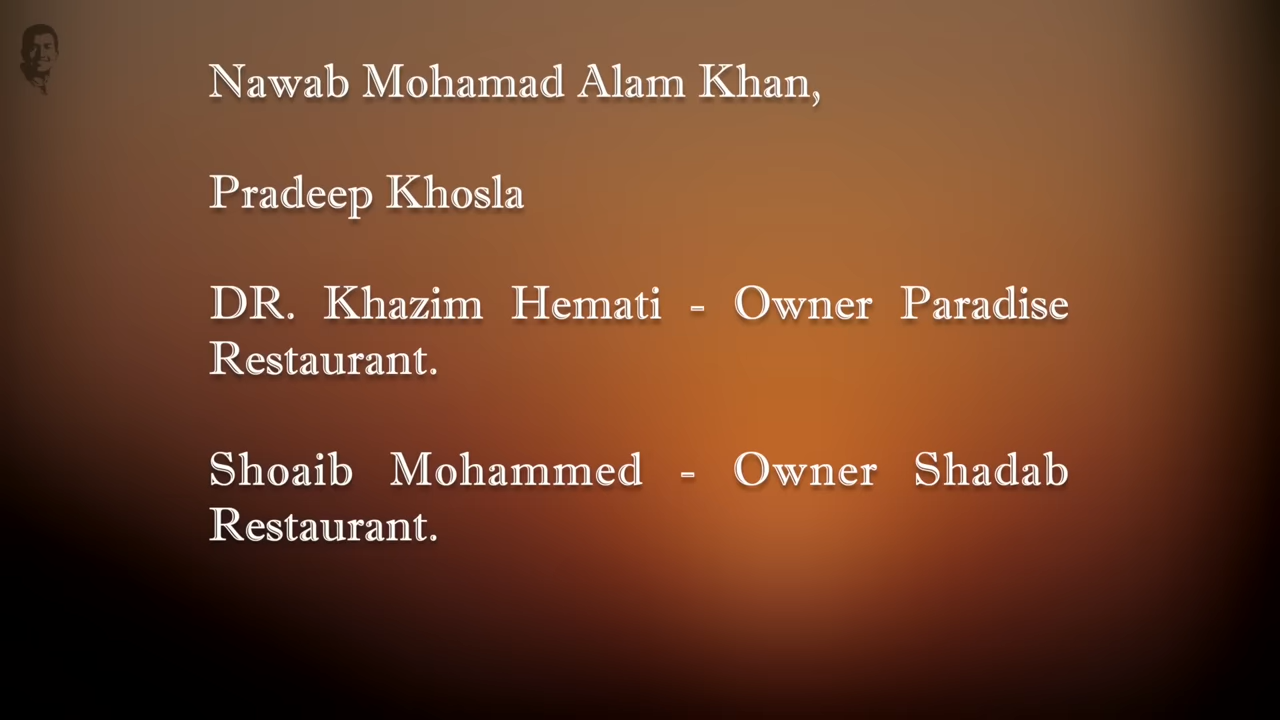 Nawab Mohamad Alam Khan,
Pradeep Khosla
DR. Khazim Hemati - Owner Paradise
Restaurant.
Shoaib Mohammed - Owner Shadab
Restaurant.